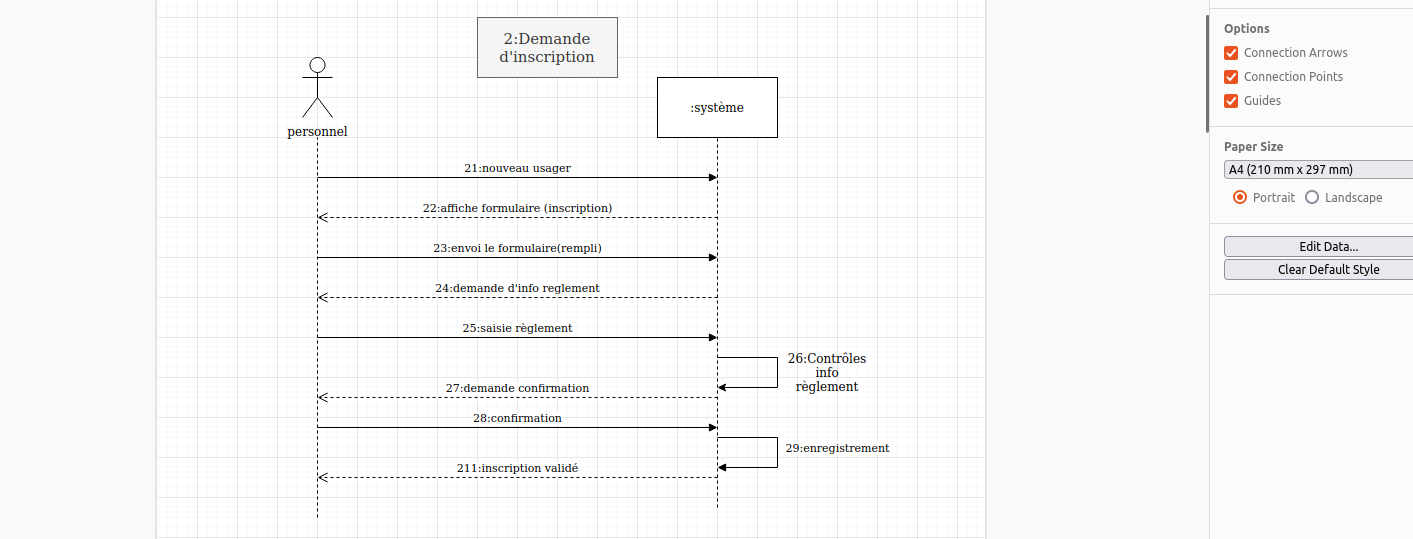 2:Demande
d'inscription
:système
personnel
21:nouveau usager
22:affiche formulaire (inscription)
23:envoi le formulaire(rempli)
24:demande d'info reglement
25:saisie règlement
26:Contrôles
info
règlement
27:demande confirmation
28:confirmation
29:enregistrement
211:inscription validé
Options
Connection Arrows
Connection Points
Guides
Paper Size
A4 (210 mm x 297 mm)
Portrait
Landscape
Edit Data...
Clear Default Style